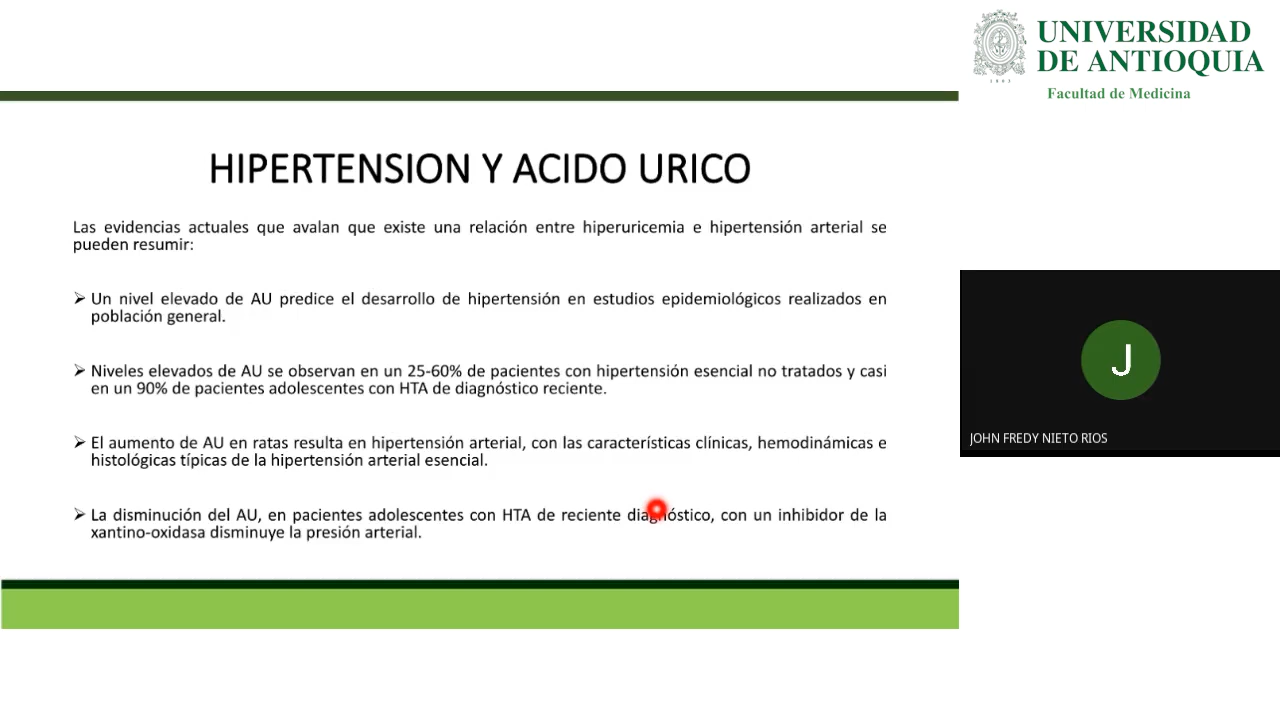 UNIVERSIDAD
DE ANTIOQUIA
1803
Facultad de Medicina
HIPERTENSION Y ACIDO URICO
Las evidencias actuales que avalan que existe una relación entre hiperuricemia e hipertensión arterial se
pueden resumir:
➢ Un nivel elevado de AU predice el desarrollo de hipertensión en estudios epidemiológicos realizados en
población general.
➢ Niveles elevados de AU se observan en un 25-60% de pacientes con hipertensión esencial no tratados y casi
en un 90% de pacientes adolescentes con HTA de diagnóstico reciente.
➢ El aumento de AU en ratas resulta en hipertensión arterial, con las características clínicas, hemodinámicas e
histológicas típicas de la hipertensión arterial esencial.
➢ La disminución del AU, en pacientes adolescentes con HTA de reciente diagnóstico, con un inhibidor de la
xantino-oxidasa disminuye la presión arterial.
J
JOHN FREDY NIETO RIOS